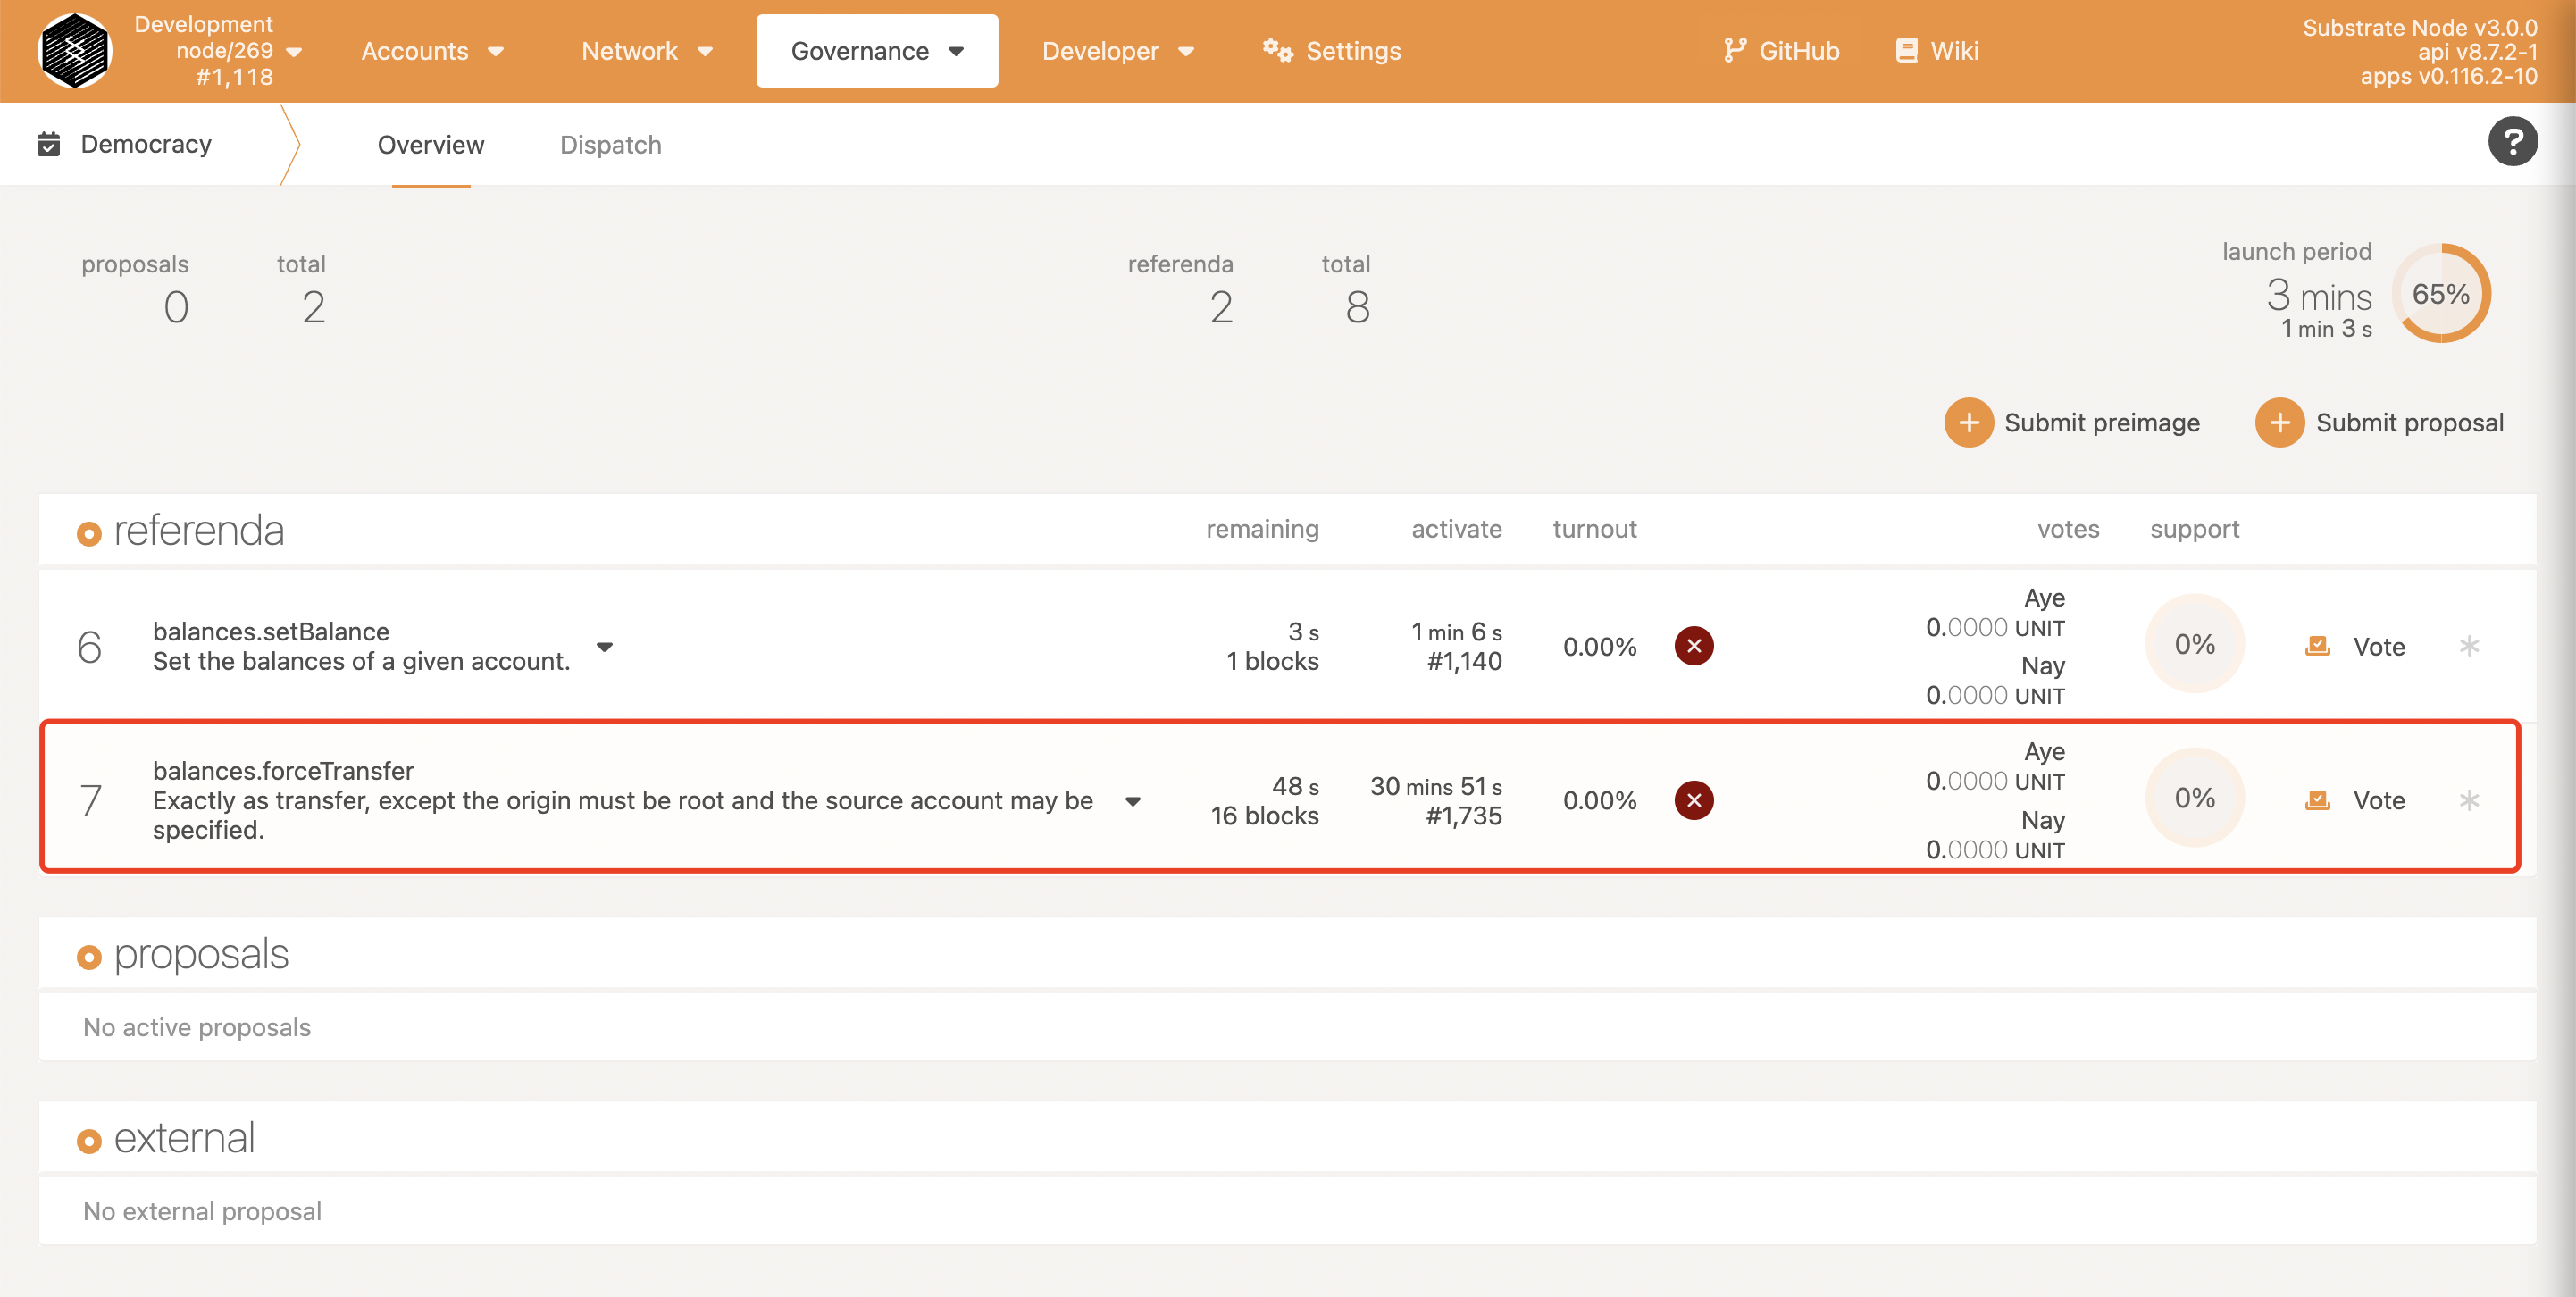 Development
node/269
#1,118
Accounts
Network
Governance
Developer
Settings
GitHub
Wiki
Substrate Node v3.0.0
api v8.7.2-1
apps v0.116.2-10
Democracy
Overview
Dispatch
?
proposals
0
total
2
referenda
2
total
8
launch period
3 mins
1 min 3 s
65%
Submit preimage
Submit proposal
referenda
remaining
activate
turnout
votes
support
6
balances.setBalance
Set the balances of a given account.
3 s
1 blocks
1 min 6 s
#1,140
0.00%
Aye
0.0000 UNIT
Nay
0.0000 UNIT
0%
Vote
7
balances.forceTransfer
Exactly as transfer, except the origin must be root and the source account may be
specified.
48 s
16 blocks
30 mins 51 s
#1,735
0.00%
Aye
0.0000 UNIT
Nay
0.0000 UNIT
0%
Vote
proposals
No active proposals
external
No external proposal